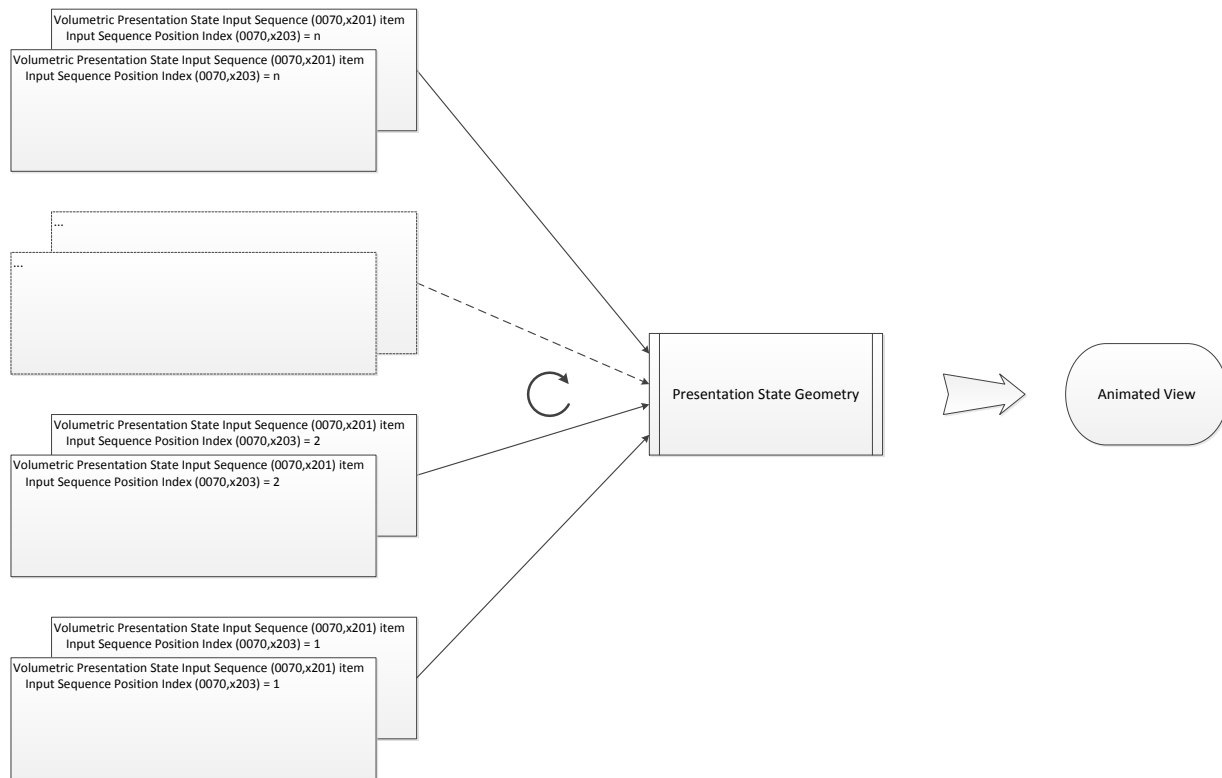 Volumetric Presentation State Input Sequence (0070,x201) item
Input Sequence Position Index (0070,x203) = n
Volumetric Presentation State Input Sequence (0070,x201) item
Input Sequence Position Index (0070,x203) = n
...
...
Volumetric Presentation State Input Sequence (0070,x201) item
Input Sequence Position Index (0070,x203) = 2
Volumetric Presentation State Input Sequence (0070,x201) item
Input Sequence Position Index (0070,x203) = 2
Volumetric Presentation State Input Sequence (0070,x201) item
Input Sequence Position Index (0070,x203) = 1
Volumetric Presentation State Input Sequence (0070,x201) item
Input Sequence Position Index (0070,x203) = 1
Presentation State Geometry
Animated View